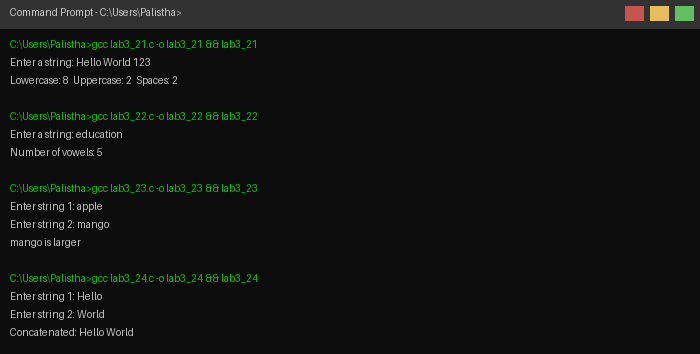 Command Prompt - C:\Users\Palistha>
C:\Users\Palistha>gcc lab3_21.c -o lab3_21 && lab3_21
Enter a string: Hello World 123
Lowercase: 8  Uppercase: 2  Spaces: 2
C:\Users\Palistha>gcc lab3_22.c -o lab3_22 && lab3_22
Enter a string: education
Number of vowels: 5
C:\Users\Palistha>gcc lab3_23.c -o lab3_23 && lab3_23
Enter string 1: apple
Enter string 2: mango
mango is larger
C:\Users\Palistha>gcc lab3_24.c -o lab3_24 && lab3_24
Enter string 1: Hello
Enter string 2: World
Concatenated: Hello World